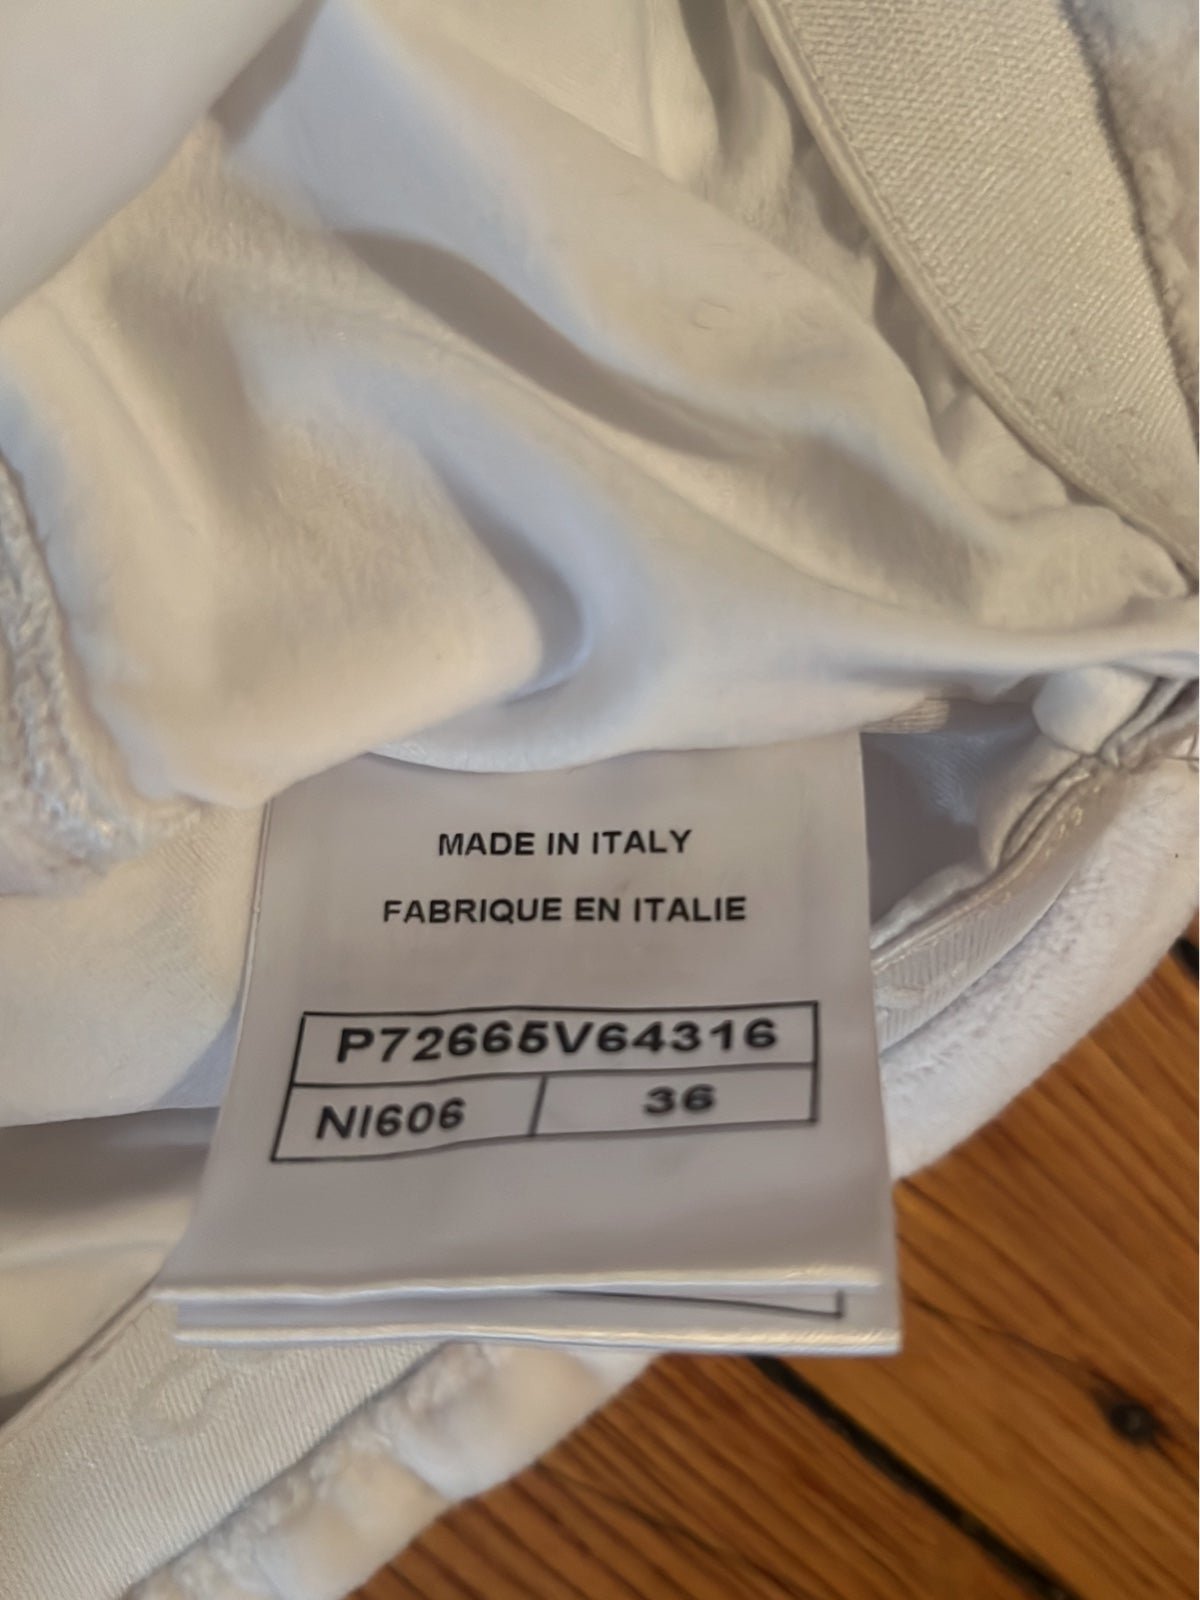 MADE IN ITALY
FABRIQUE EN ITALIE
P72665V64316
NI606 36